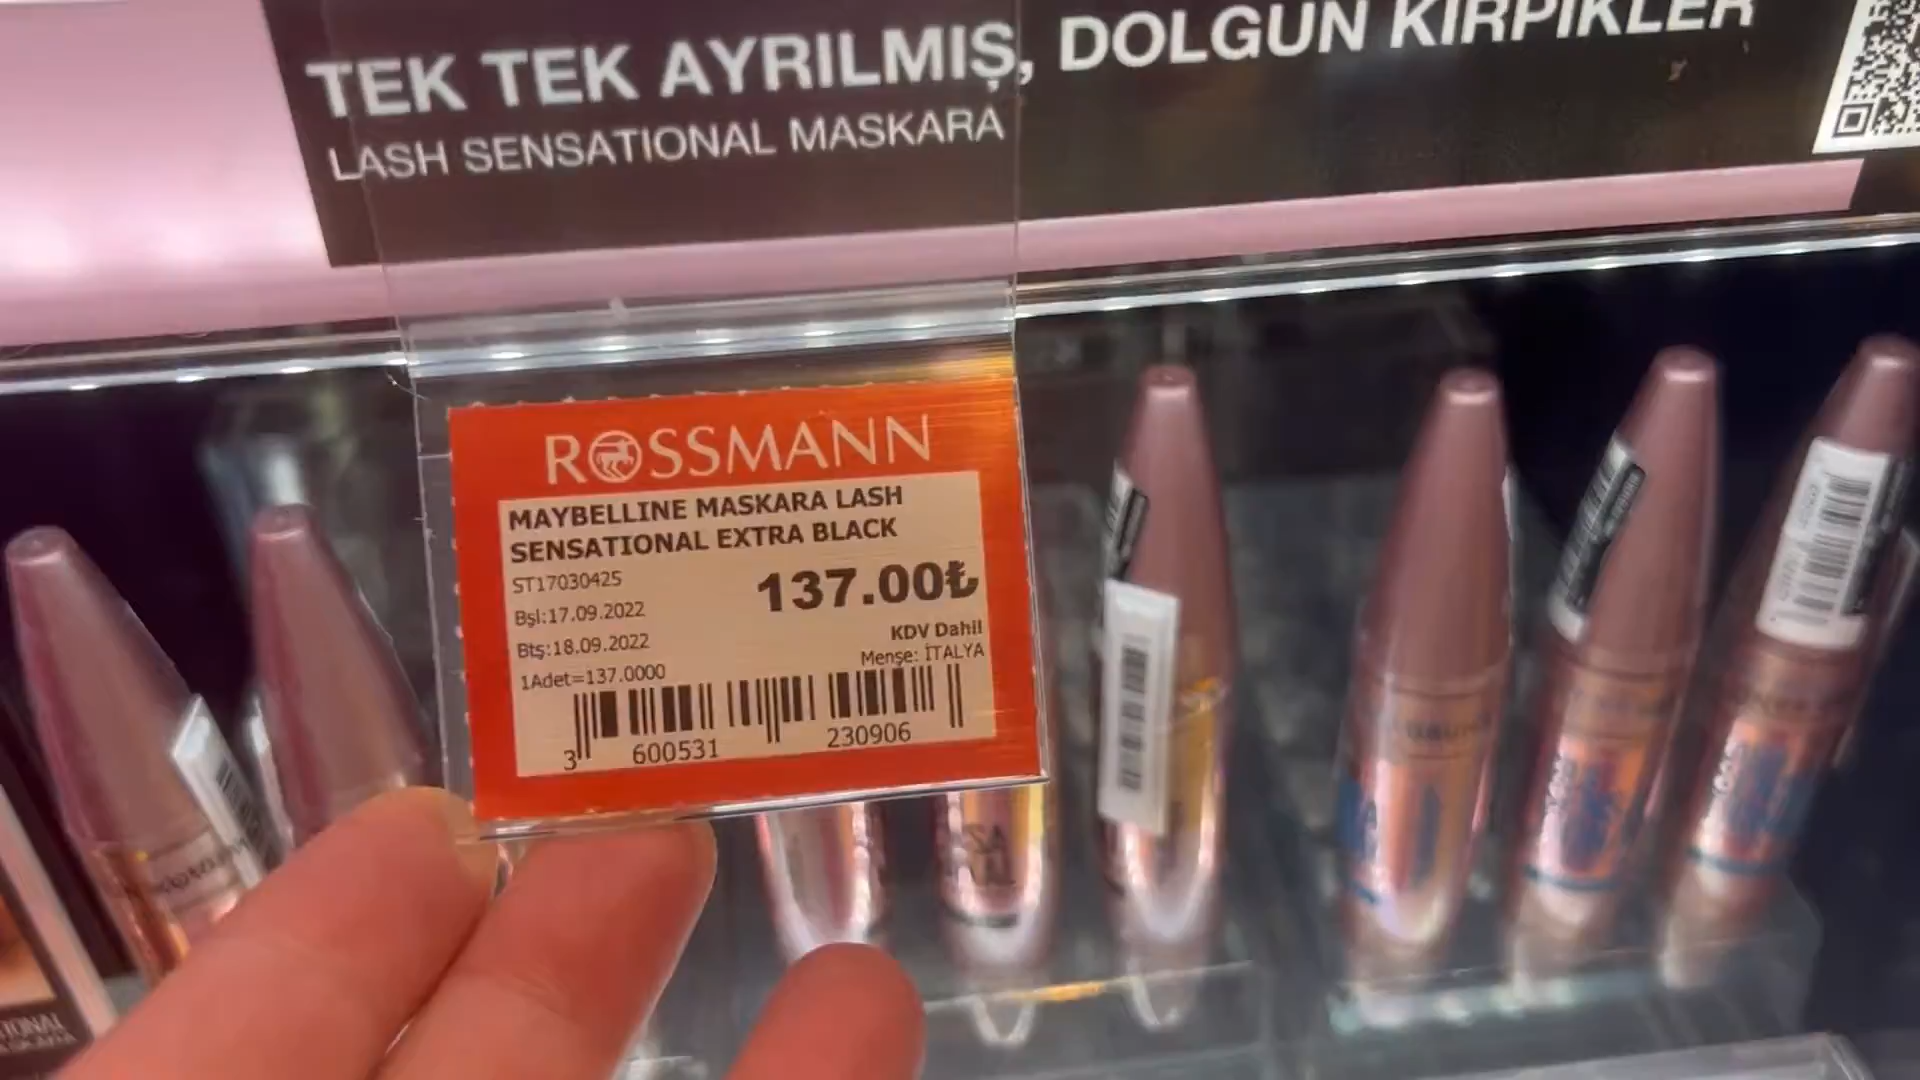 TEK TEK AYRILMIŞ, DOLGUN KİRPİKLER
LASH SENSATIONAL MASKARA
ROSSMANN
MAYBELLINE MASKARA LASH
SENSATIONAL EXTRA BLACK
ST17030425
137.00₺
Bşl:17.09.2022
Btş:18.09.2022
KDV Dahil
Menşe: İTALYA
1Adet=137.0000
3 600531 230906